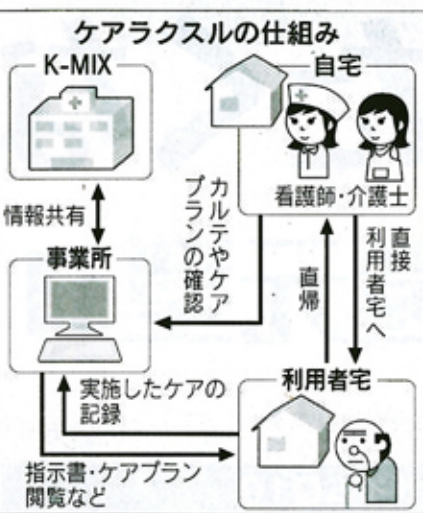 ケアラクスルの仕組み
K-MIX
自宅
看護師・介護士
情報共有
カルテやケア
プランの確認
直帰
直接
利用者宅へ
事業所
実施したケアの
記録
利用者宅
指示書・ケアプラン
閲覧など